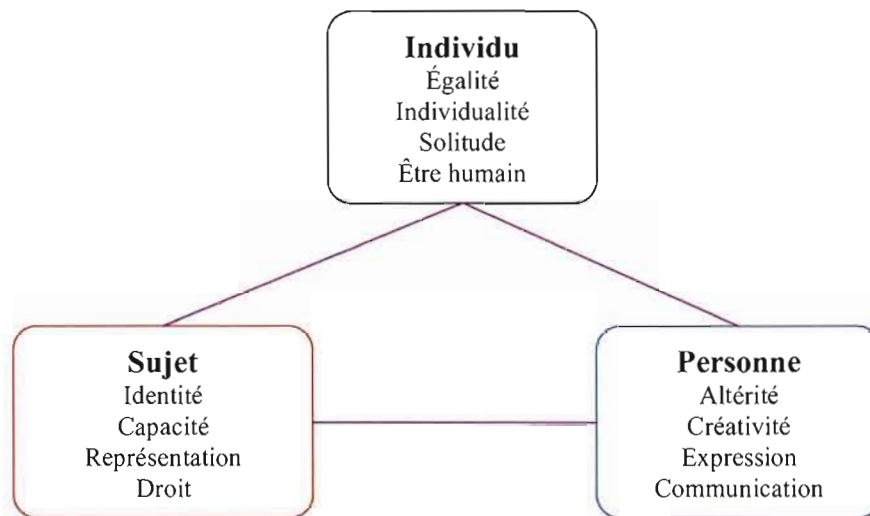 Individu
Égalité
Individualité
Solitude
Être humain
Sujet
Identité
Capacité
Représentation
Droit
Personne
Altérité
Créativité
Expression
Communication